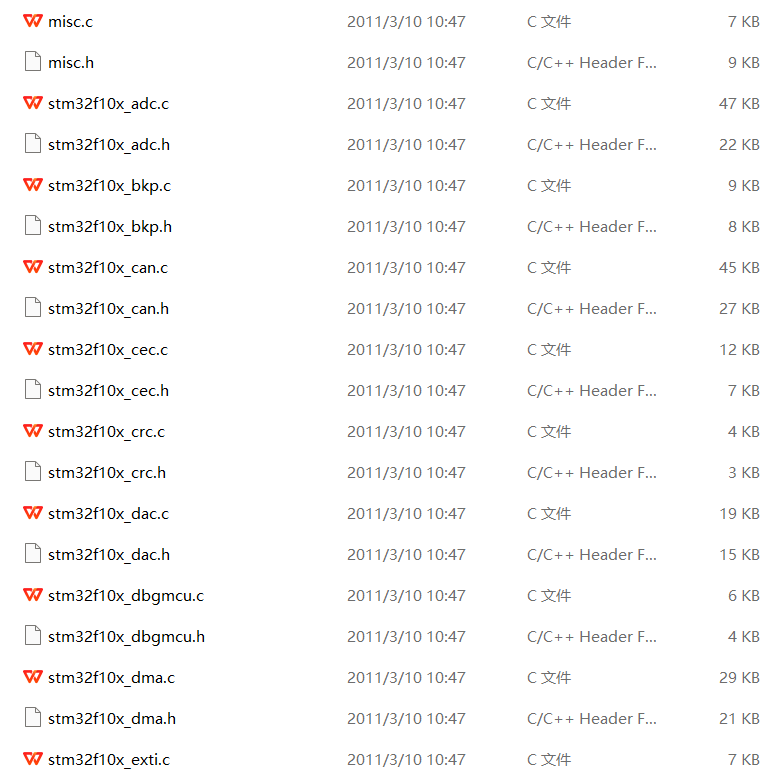 misc.c 2011/3/10 10:47 C 文件 7 KB
misc.h 2011/3/10 10:47 C/C++ Header F... 9 KB
stm32f10x_adc.c 2011/3/10 10:47 C 文件 47 KB
stm32f10x_adc.h 2011/3/10 10:47 C/C++ Header F... 22 KB
stm32f10x_bkp.c 2011/3/10 10:47 C 文件 9 KB
stm32f10x_bkp.h 2011/3/10 10:47 C/C++ Header F... 8 KB
stm32f10x_can.c 2011/3/10 10:47 C 文件 45 KB
stm32f10x_can.h 2011/3/10 10:47 C/C++ Header F... 27 KB
stm32f10x_cec.c 2011/3/10 10:47 C 文件 12 KB
stm32f10x_cec.h 2011/3/10 10:47 C/C++ Header F... 7 KB
stm32f10x_crc.c 2011/3/10 10:47 C 文件 4 KB
stm32f10x_crc.h 2011/3/10 10:47 C/C++ Header F... 3 KB
stm32f10x_dac.c 2011/3/10 10:47 C 文件 19 KB
stm32f10x_dac.h 2011/3/10 10:47 C/C++ Header F... 15 KB
stm32f10x_dbgmcu.c 2011/3/10 10:47 C 文件 6 KB
stm32f10x_dbgmcu.h 2011/3/10 10:47 C/C++ Header F... 4 KB
stm32f10x_dma.c 2011/3/10 10:47 C 文件 29 KB
stm32f10x_dma.h 2011/3/10 10:47 C/C++ Header F... 21 KB
stm32f10x_exti.c 2011/3/10 10:47 C 文件 7 KB